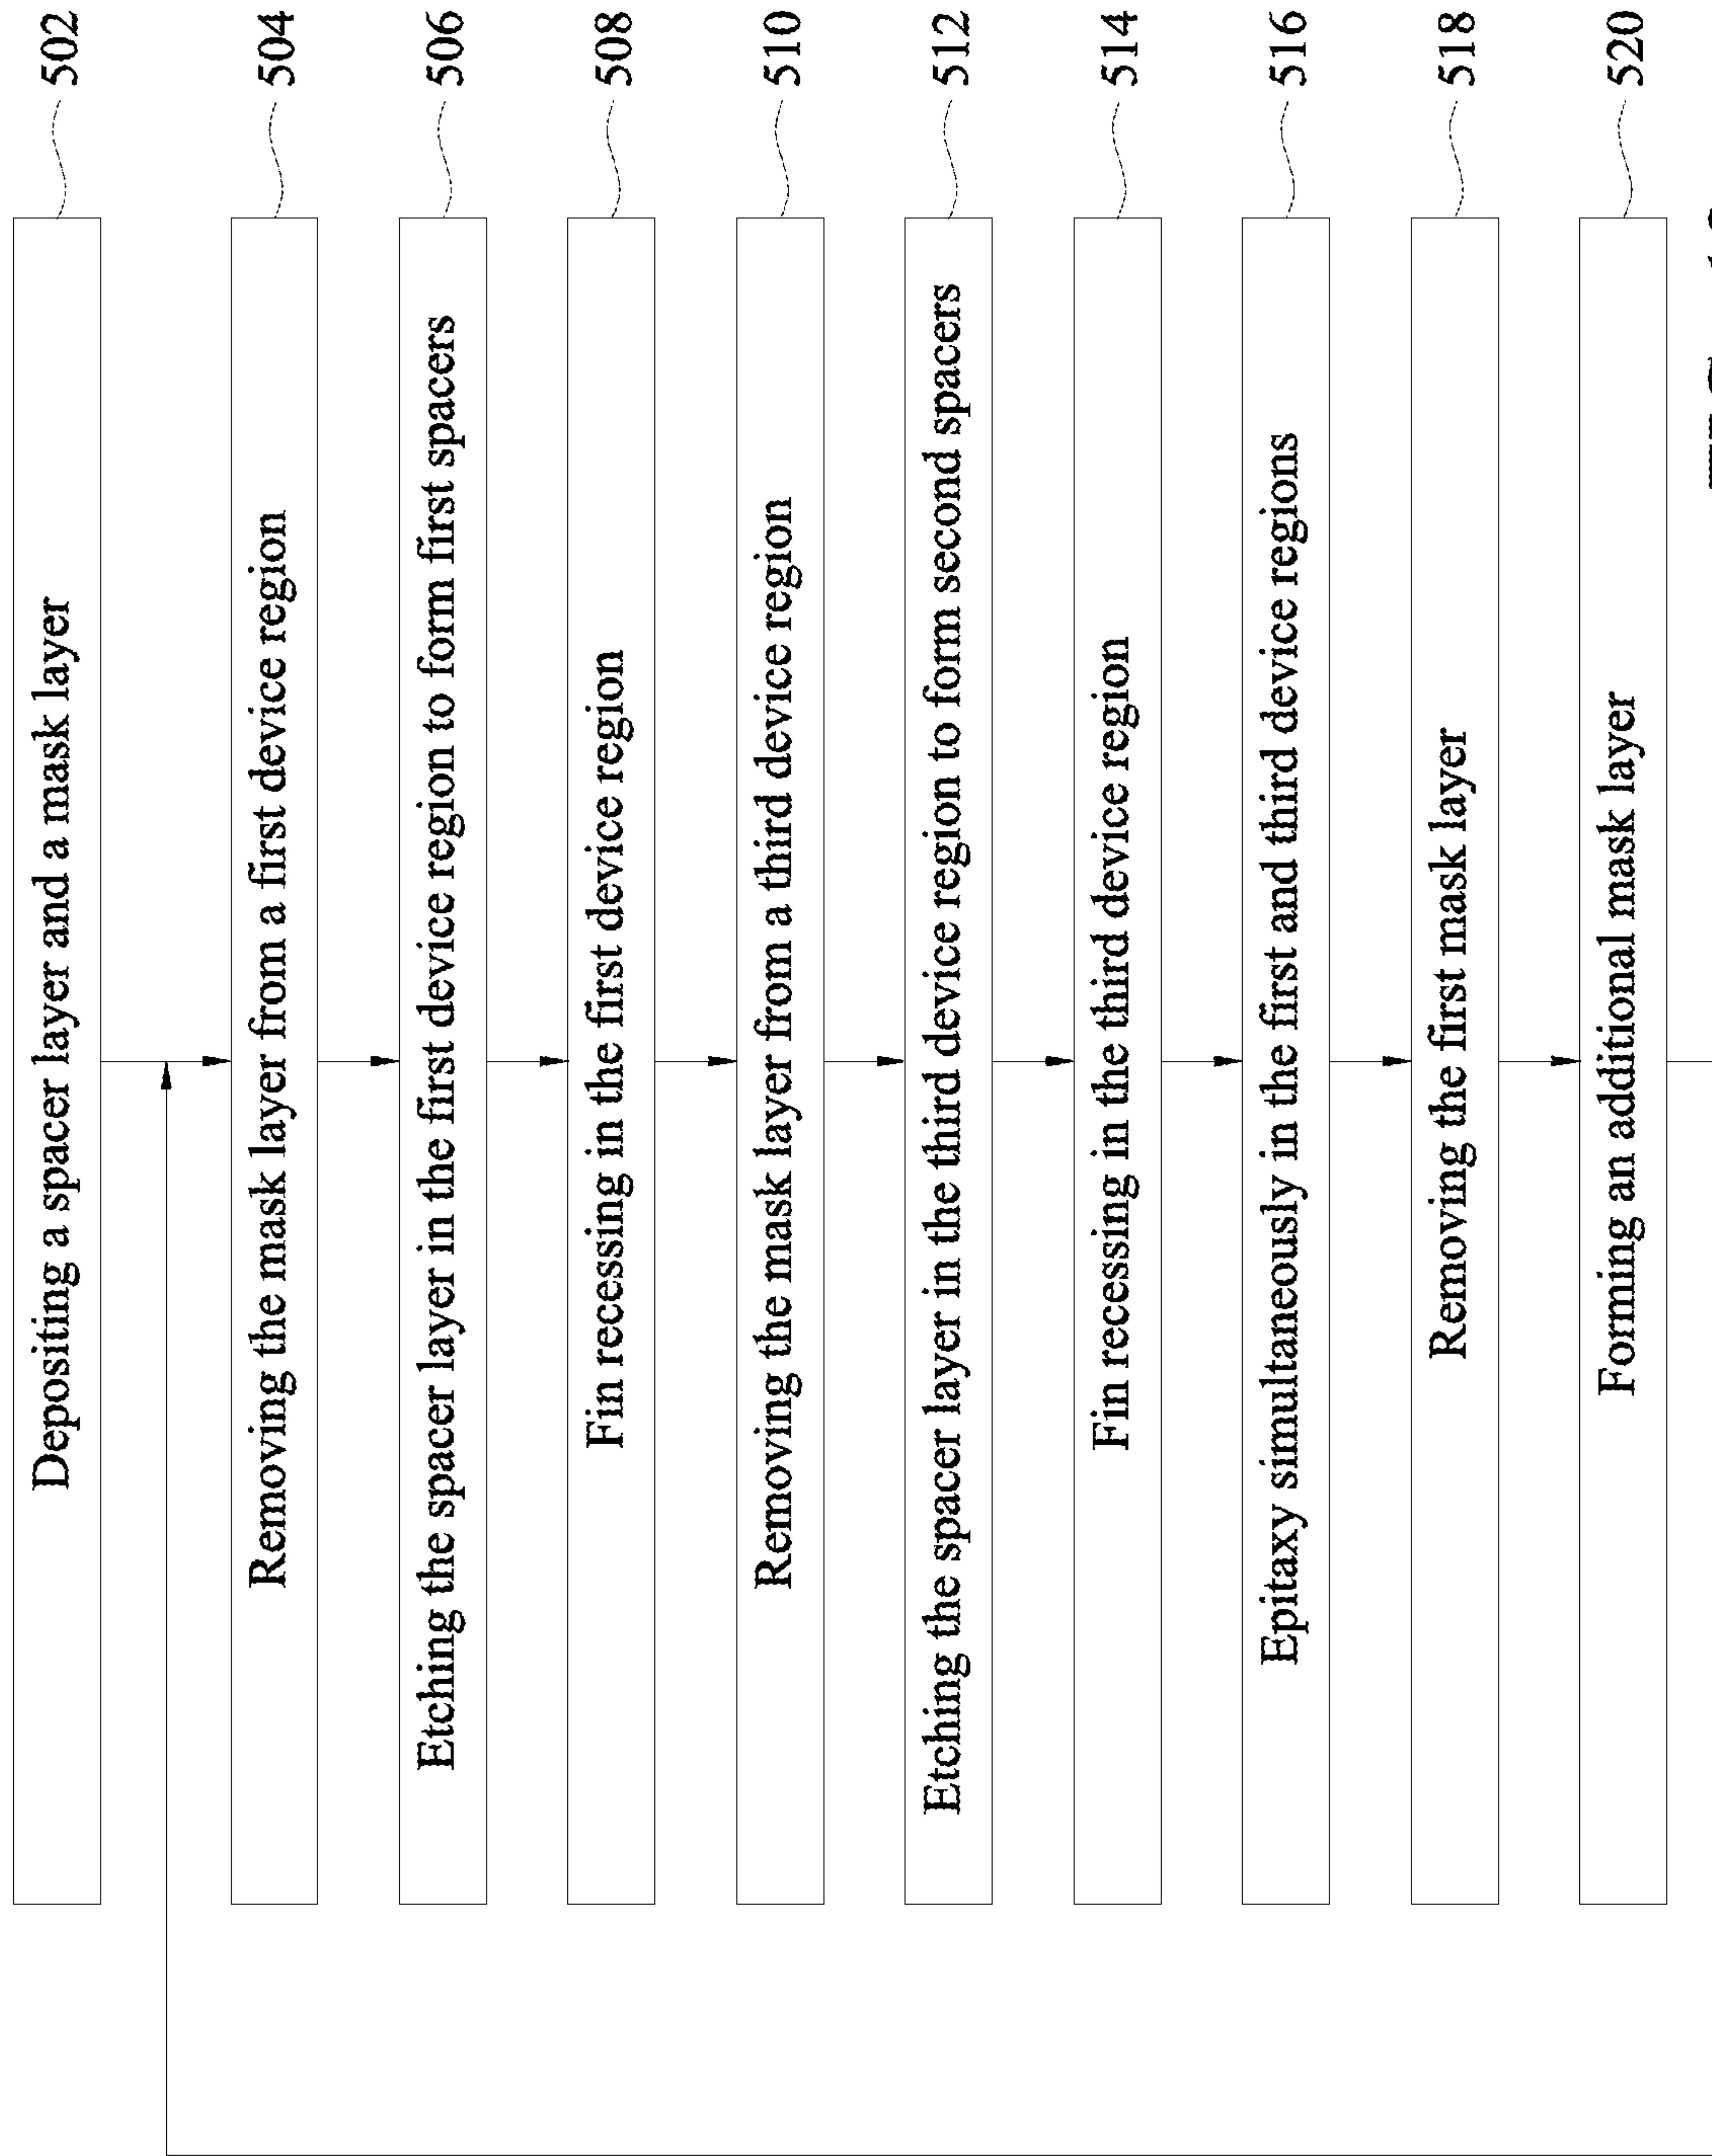 Depositing a spacer layer and a mask layer 502
Removing the mask layer from a first device region 504
Etching the spacer layer in the first device region to form first spacers 506
Fin recessing in the first device region 508
Removing the mask layer from a third device region 510
Etching the spacer layer in the third device region to form second spacers 512
Fin recessing in the third device region 514
Epitaxy simultaneously in the first and third device regions 516
Removing the first mask layer 518
Forming an additional mask layer 520